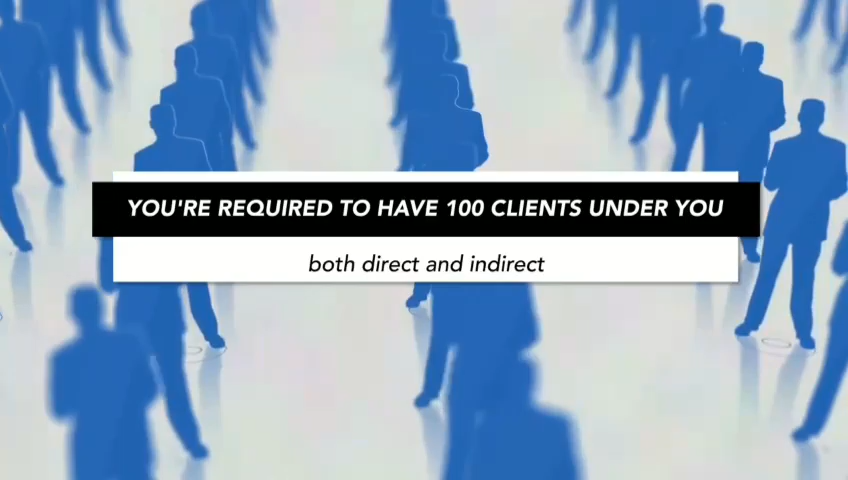 YOU'RE REQUIRED TO HAVE 100 CLIENTS UNDER YOU
both direct and indirect